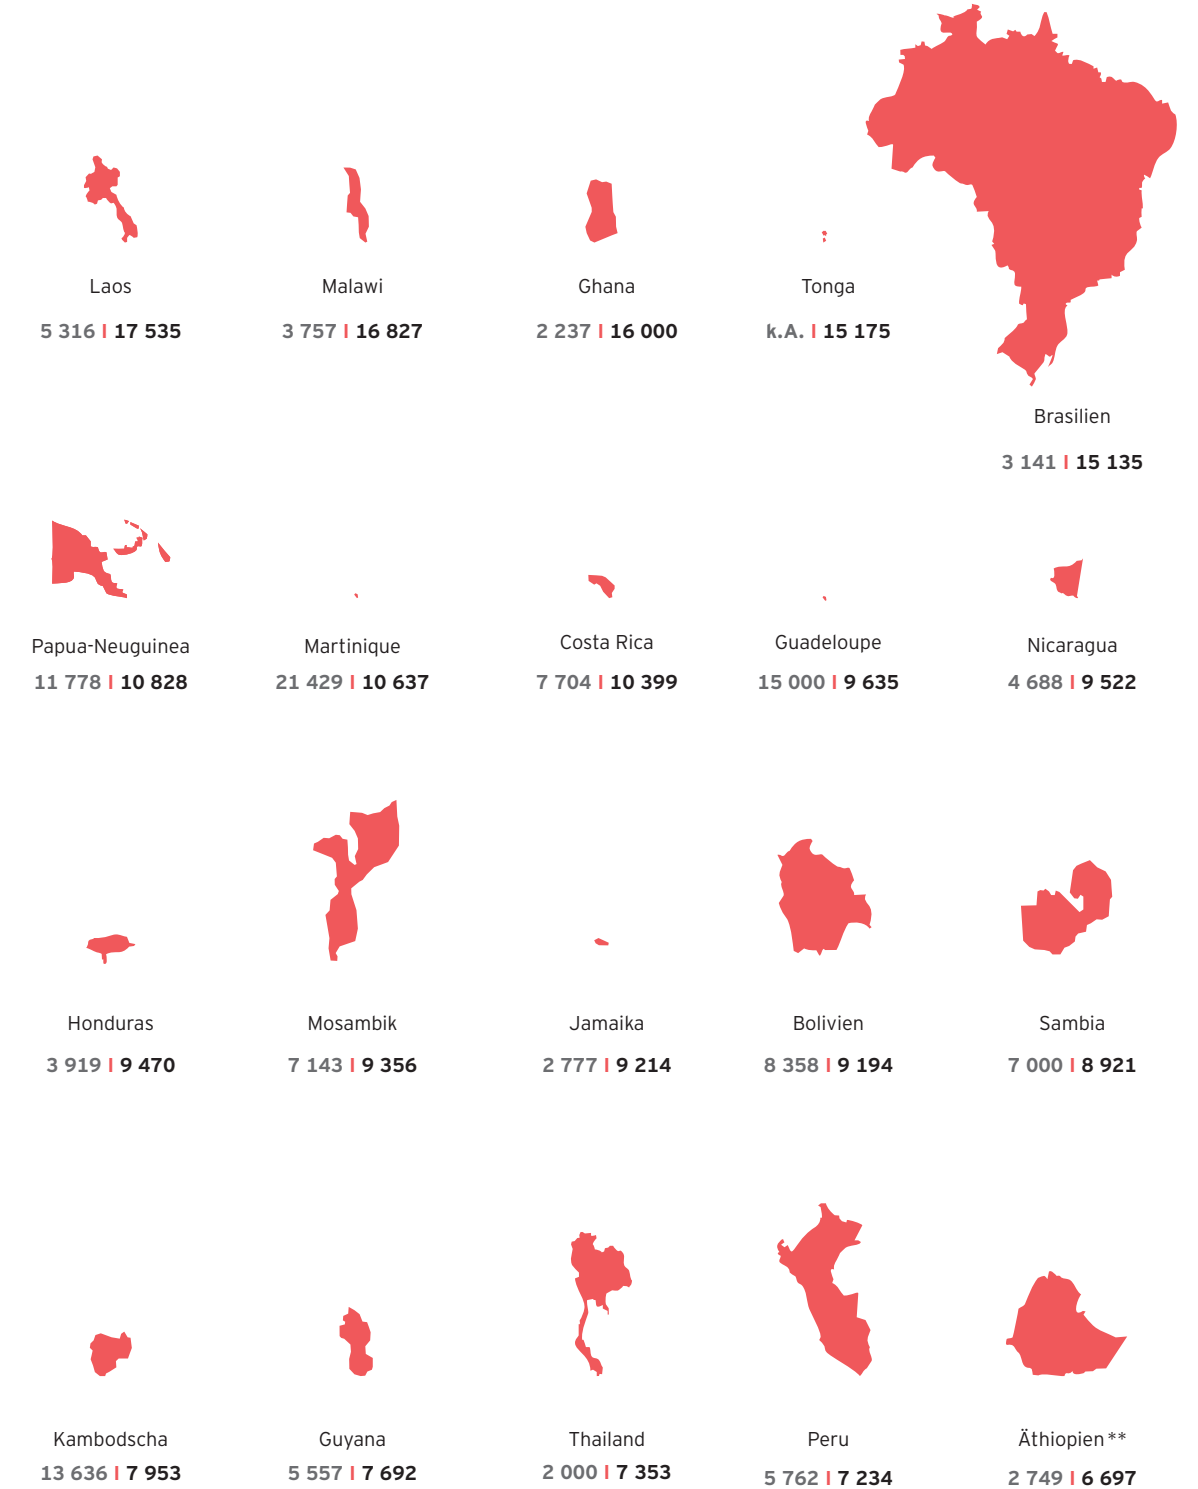 Laos
5 316 | 17 535
Malawi
3 757 | 16 827
Ghana
2 237 | 16 000
Tonga
k.A. | 15 175
Brasilien
3 141 | 15 135
Papua-Neuguinea
11 778 | 10 828
Martinique
21 429 | 10 637
Costa Rica
7 704 | 10 399
Guadeloupe
15 000 | 9 635
Nicaragua
4 688 | 9 522
Honduras
3 919 | 9 470
Mosambik
7 143 | 9 356
Jamaika
2 777 | 9 214
Bolivien
8 358 | 9 194
Sambia
7 000 | 8 921
Kambodscha
13 636 | 7 953
Guyana
5 557 | 7 692
Thailand
2 000 | 7 353
Peru
5 762 | 7 234
Äthiopien **
2 749 | 6 697